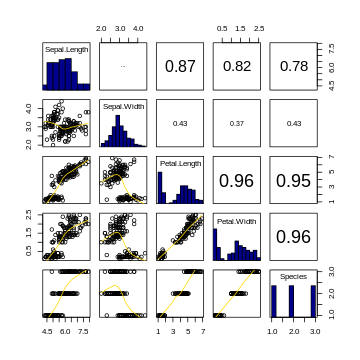 2.0 3.0 4.0
0.5 1.5 2.5
Sepal.Length
0.87
0.82
0.78
4.5 6.0 7.5
2.0 3.0 4.0
Sepal.Width
0.43
0.37
0.43
Petal.Length
0.96
0.95
1 3 5 7
0.5 1.5 2.5
Petal.Width
0.96
Species
1.0 2.0 3.0
4.5 6.0 7.5
1 3 5 7
1.0 2.0 3.0